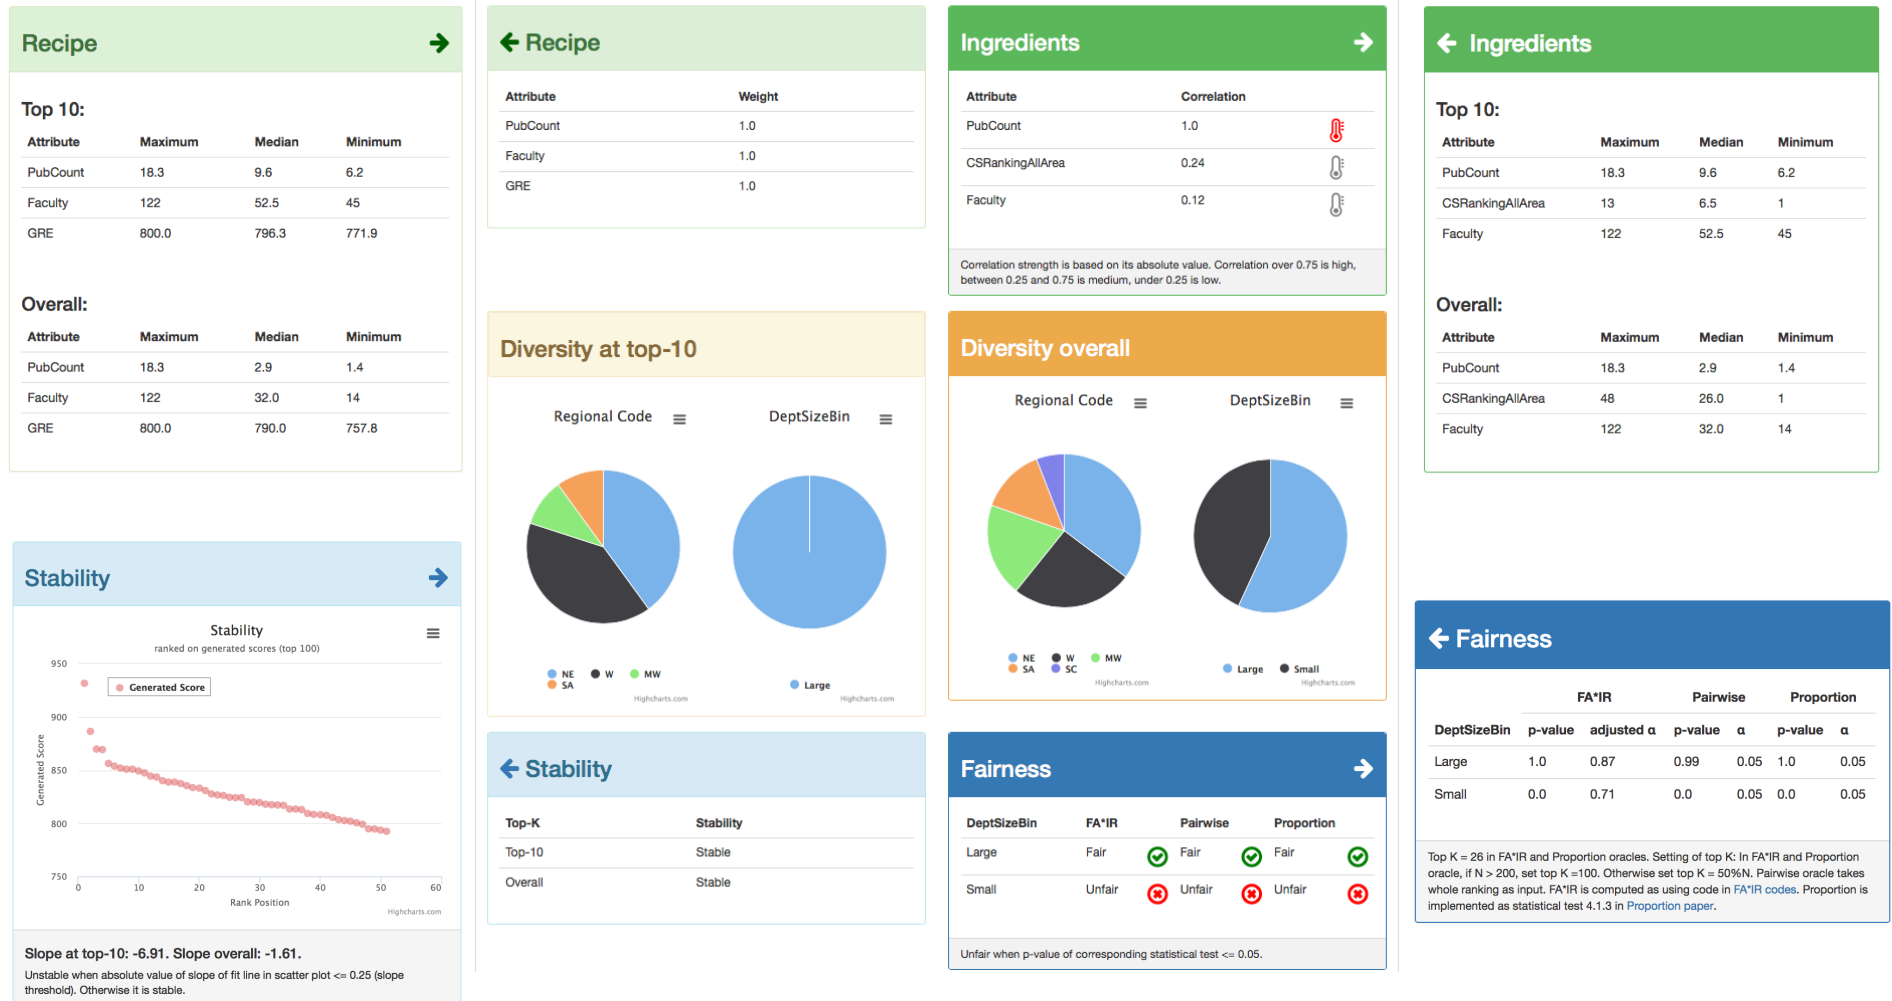 Recipe
Top 10:
Attribute Maximum Median Minimum
PubCount 18.3 9.6 6.2
Faculty 122 52.5 45
GRE 800.0 796.3 771.9
Overall:
Attribute Maximum Median Minimum
PubCount 18.3 2.9 1.4
Faculty 122 32.0 14
GRE 800.0 790.0 757.8
Stability
Stability
ranked on generated scores (top 100)
950
900
850
800
750
Generated Score
Generated Score
0 10 20 30 40 50 60
Rank Position
Highcharts.com
Slope at top-10: -6.91. Slope overall: -1.61.
Unstable when absolute value of slope of fit line in scatter plot <= 0.25 (slope
threshold). Otherwise it is stable.
Recipe
Attribute Weight
PubCount 1.0
Faculty 1.0
GRE 1.0
Diversity at top-10
Regional Code DeptSizeBin
NE W MW
SA
Highcharts.com
Large
Highcharts.com
Stability
Top-K Stability
Top-10 Stable
Overall Stable
Ingredients
Attribute Correlation
PubCount 1.0
CSRankingAllArea 0.24
Faculty 0.12
Correlation strength is based on its absolute value. Correlation over 0.75 is high,
between 0.25 and 0.75 is medium, under 0.25 is low.
Diversity overall
Regional Code DeptSizeBin
NE W MW
SA SC
Highcharts.com
Large Small
Highcharts.com
Fairness
DeptSizeBin FA*IR Pairwise Proportion
Large Fair Fair Fair
Small Unfair Unfair Unfair
Unfair when p-value of corresponding statistical test <= 0.05.
Ingredients
Top 10:
Attribute Maximum Median Minimum
PubCount 18.3 9.6 6.2
CSRankingAllArea 13 6.5 1
Faculty 122 52.5 45
Overall:
Attribute Maximum Median Minimum
PubCount 18.3 2.9 1.4
CSRankingAllArea 48 26.0 1
Faculty 122 32.0 14
Fairness
FA*IR Pairwise Proportion
DeptSizeBin p-value adjusted α p-value α p-value α
Large 1.0 0.87 0.99 0.05 1.0 0.05
Small 0.0 0.71 0.0 0.05 0.0 0.05
Top K = 26 in FA*IR and Proportion oracles. Setting of top K: In FA*IR and Proportion
oracle, if N > 200, set top K =100. Otherwise set top K = 50%N. Pairwise oracle takes
whole ranking as input. FA*IR is computed as using code in FA*IR codes. Proportion is
implemented as statistical test 4.1.3 in Proportion paper.